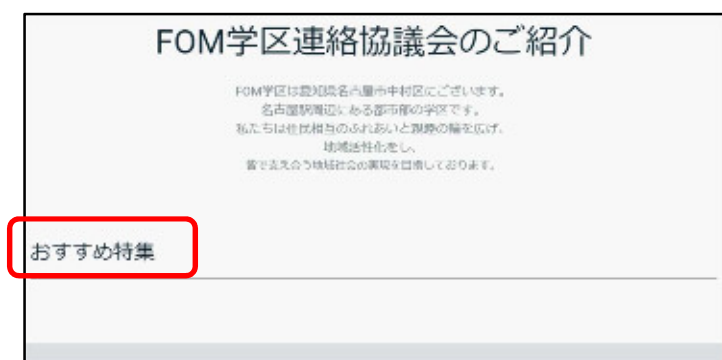 FOM学区連絡協議会のご紹介
FOM学区は愛知県名古屋市中村区にございます。
名古屋駅周辺にある都市部の学区です。
私たちは住民相互のふれあいと親睦の輪を広げ、
地域活性化をし、
皆で支え合う地域社会の実現を目指しております。
おすすめ特集